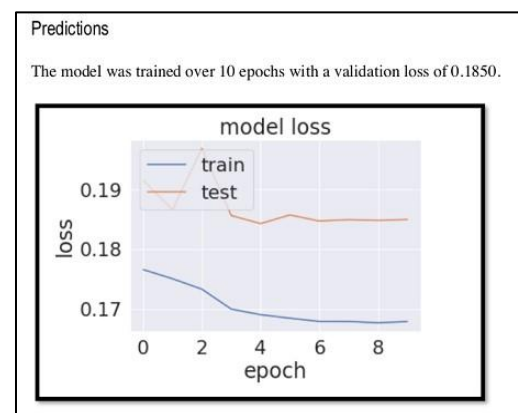 Predictions
The model was trained over 10 epochs with a validation loss of 0.1850.
model loss
train
test
0.19
0.18
0.17
loss
0 2 4 6 8
epoch